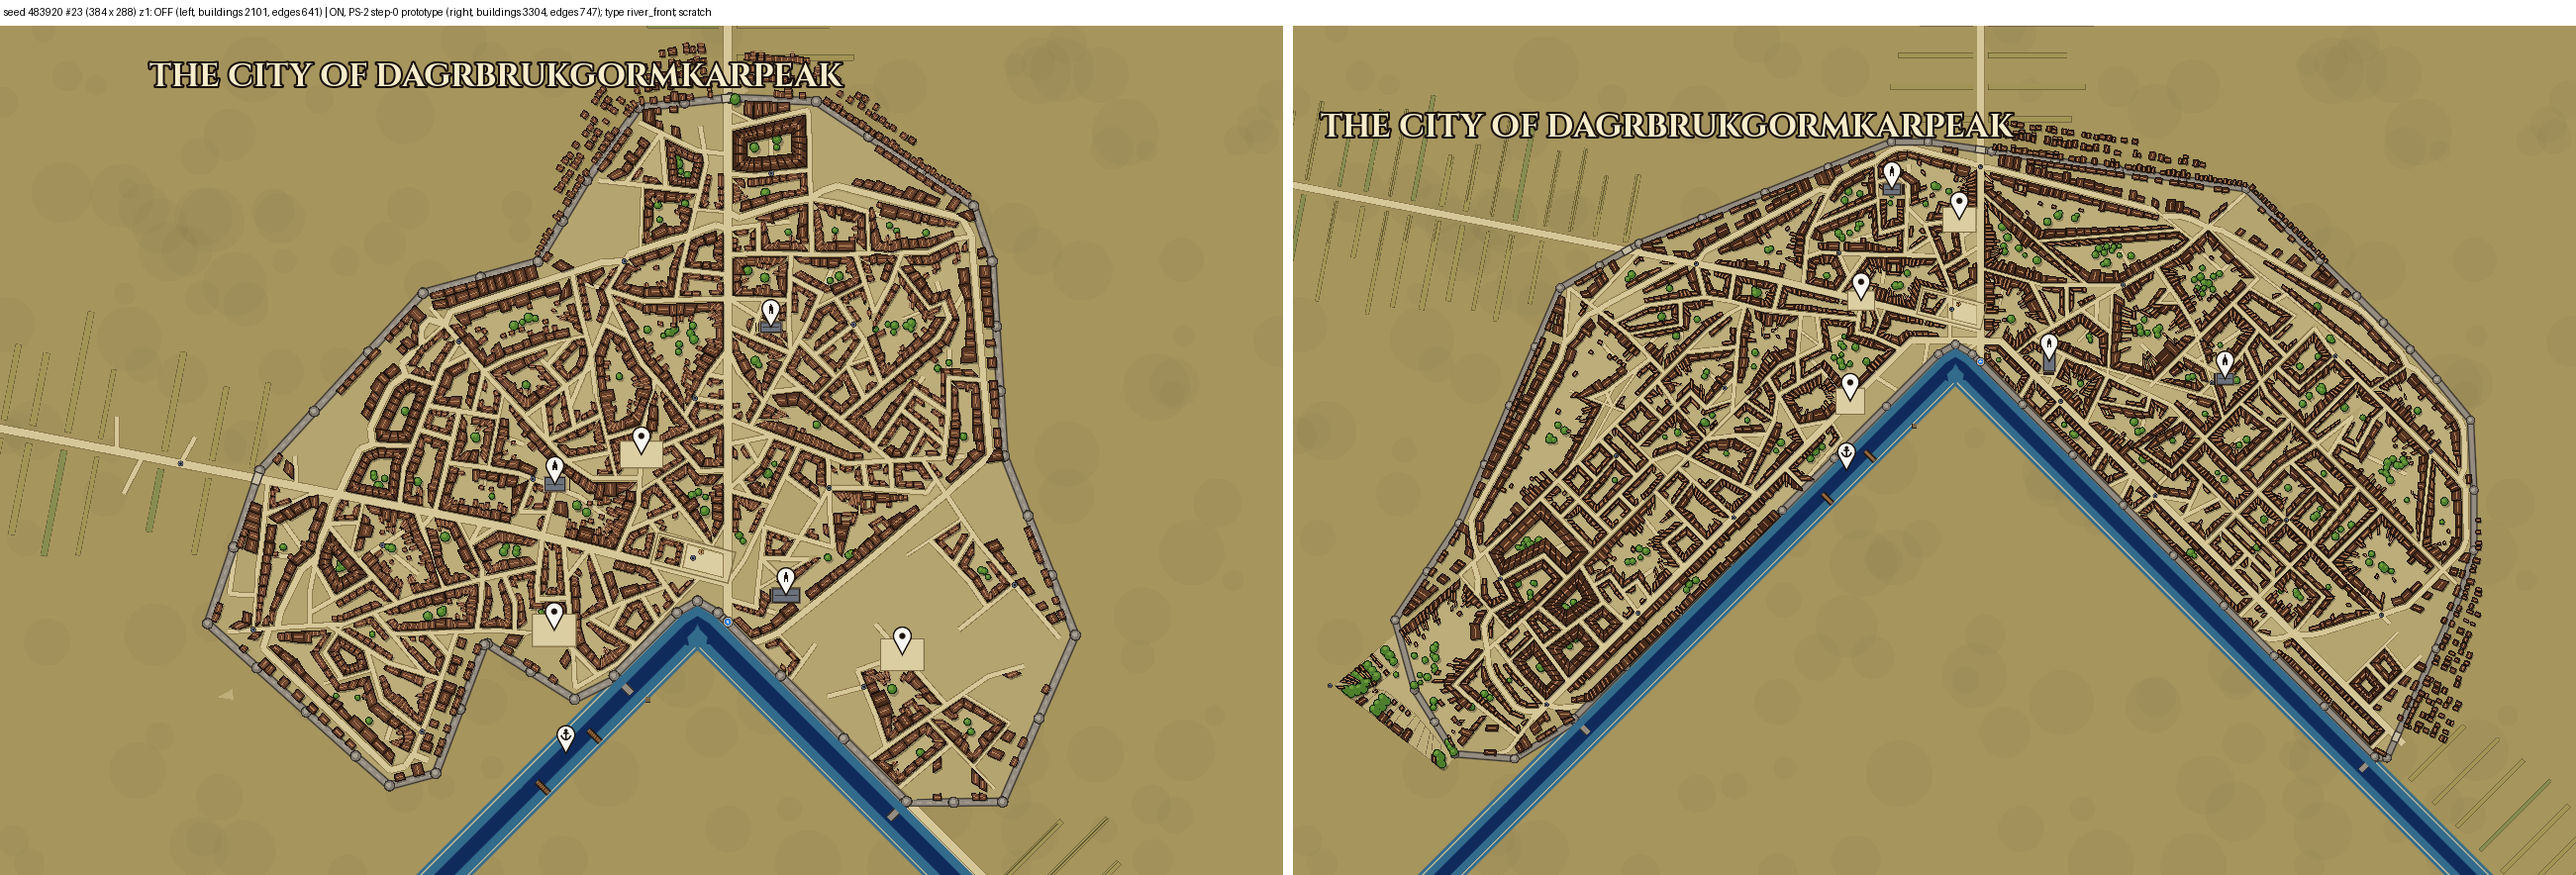 seed 483920 #23 (384 x 288) z1: OFF (left, buildings 2101, edges 641) | ON, PS-2 step-0 prototype (right, buildings 3304, edges 747); type river_front; scratch
THE CITY OF DAGRBRUKGORMKARPEAK
THE CITY OF DAGRBRUKGORMKARPEAK